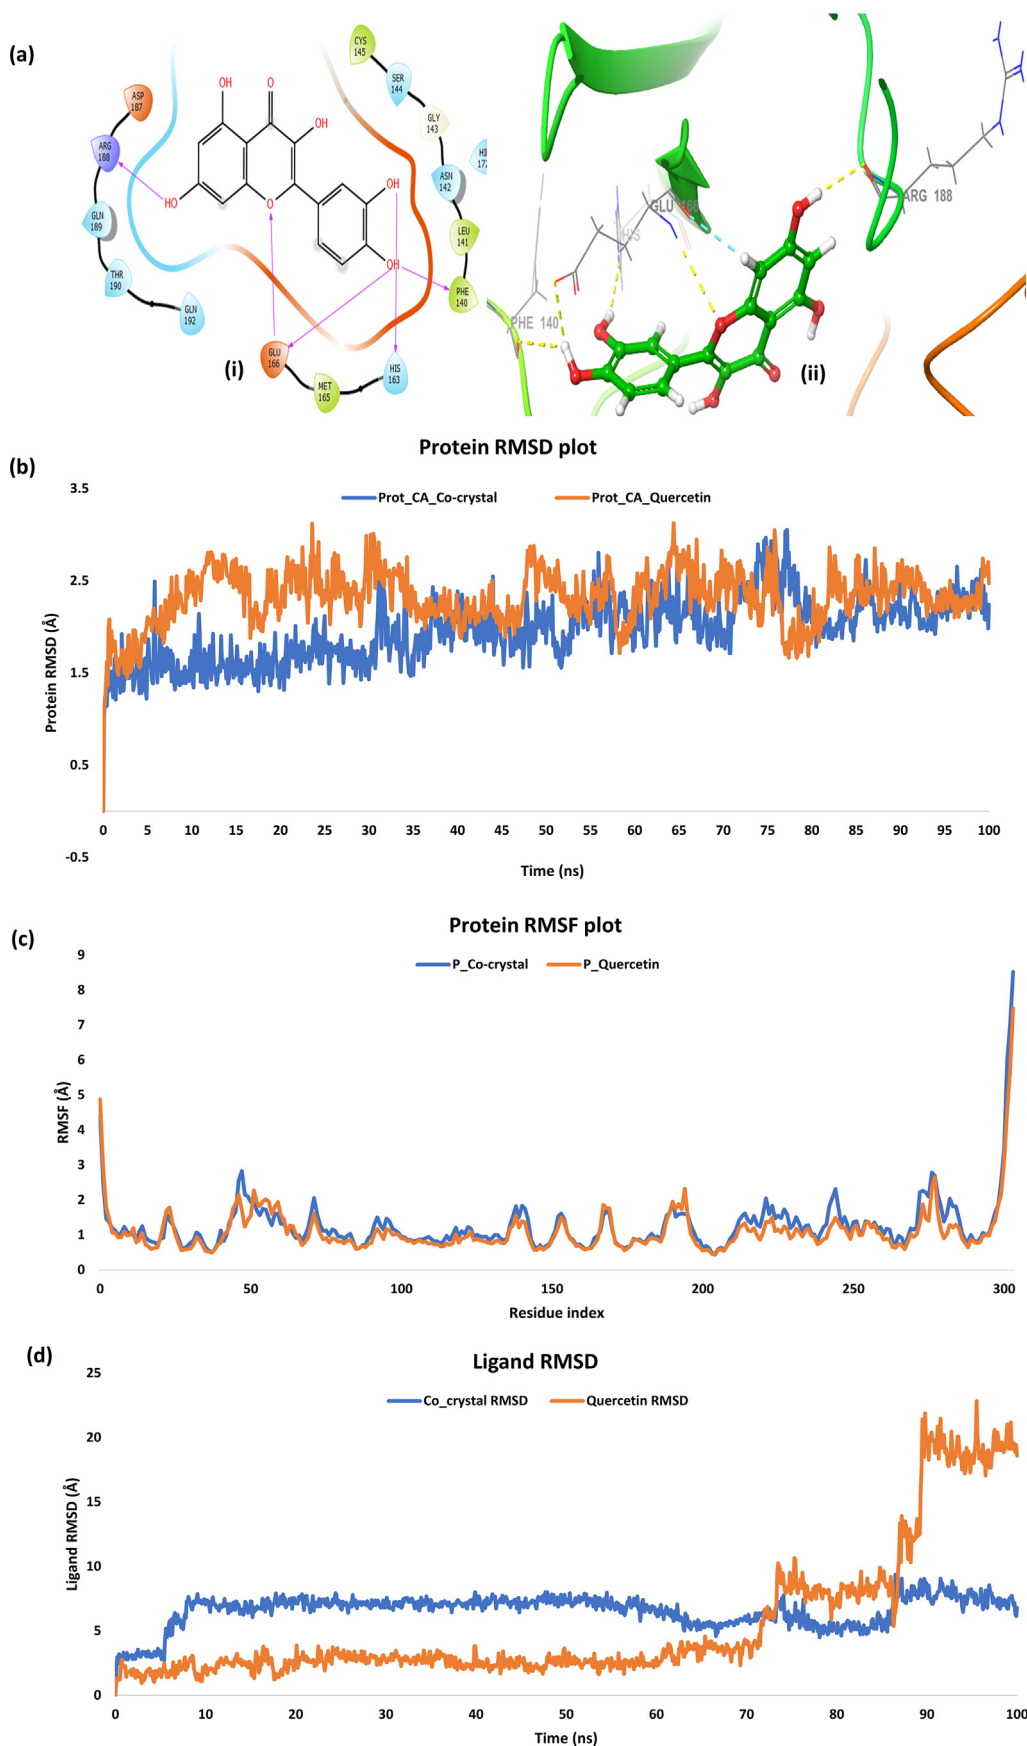 (a)
CYS
145
SER
144
GLY
143
ASN
142
HI
LEU
141
PHE
140
ASP
187
ARG
188
GLN
189
THR
190
GLN
192
GLU
166
MET
165
HIS
163
OH
O
OH
HO
O
OH
OH
(i)
GLU 166
HIS
ARG 188
PHE 140
(ii)
Protein RMSD plot
(b)
Prot_CA_Co-crystal
Prot_CA_Quercetin
Protein RMSD (Å)
3.5
2.5
1.5
0.5
-0.5
0 5 10 15 20 25 30 35 40 45 50 55 60 65 70 75 80 85 90 95 100
Time (ns)
Protein RMSF plot
(c)
P_Co-crystal
P_Quercetin
RMSF (Å)
9
8
7
6
5
4
3
2
1
0
0 50 100 150 200 250 300
Residue index
(d)
Ligand RMSD
Co_crystal RMSD
Quercetin RMSD
Ligand RMSD (Å)
25
20
15
10
5
0
0 10 20 30 40 50 60 70 80 90 100
Time (ns)